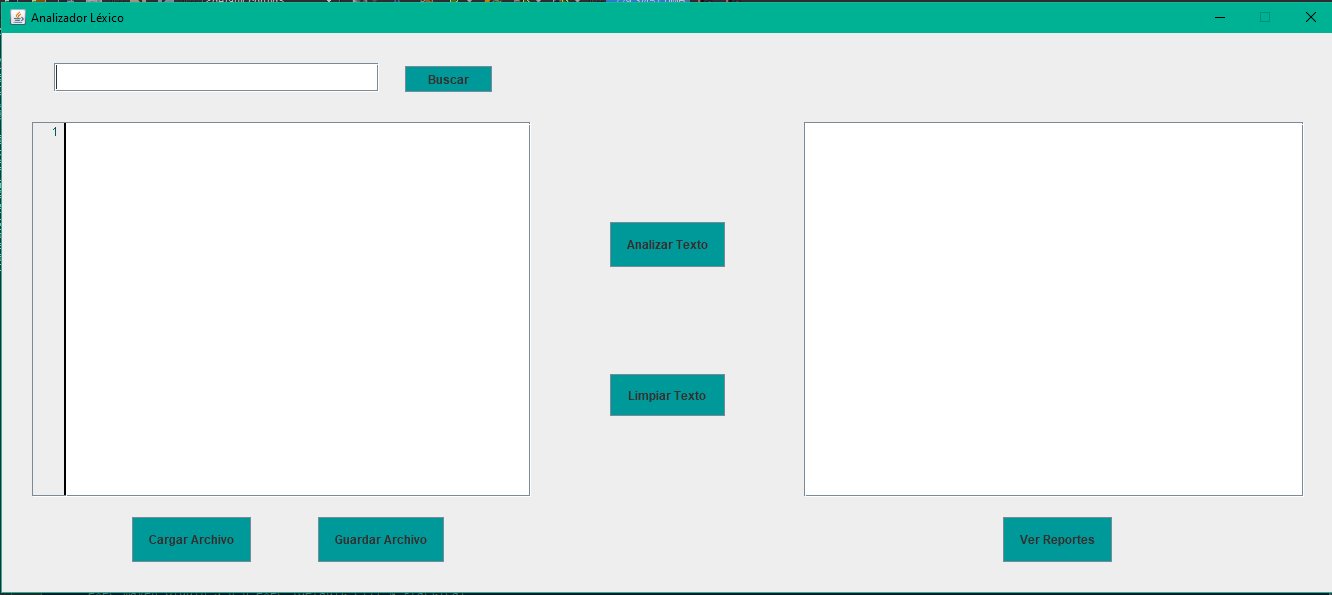 Analizador Léxico
Buscar
1
Analizar Texto
Limpiar Texto
Cargar Archivo
Guardar Archivo
Ver Reportes